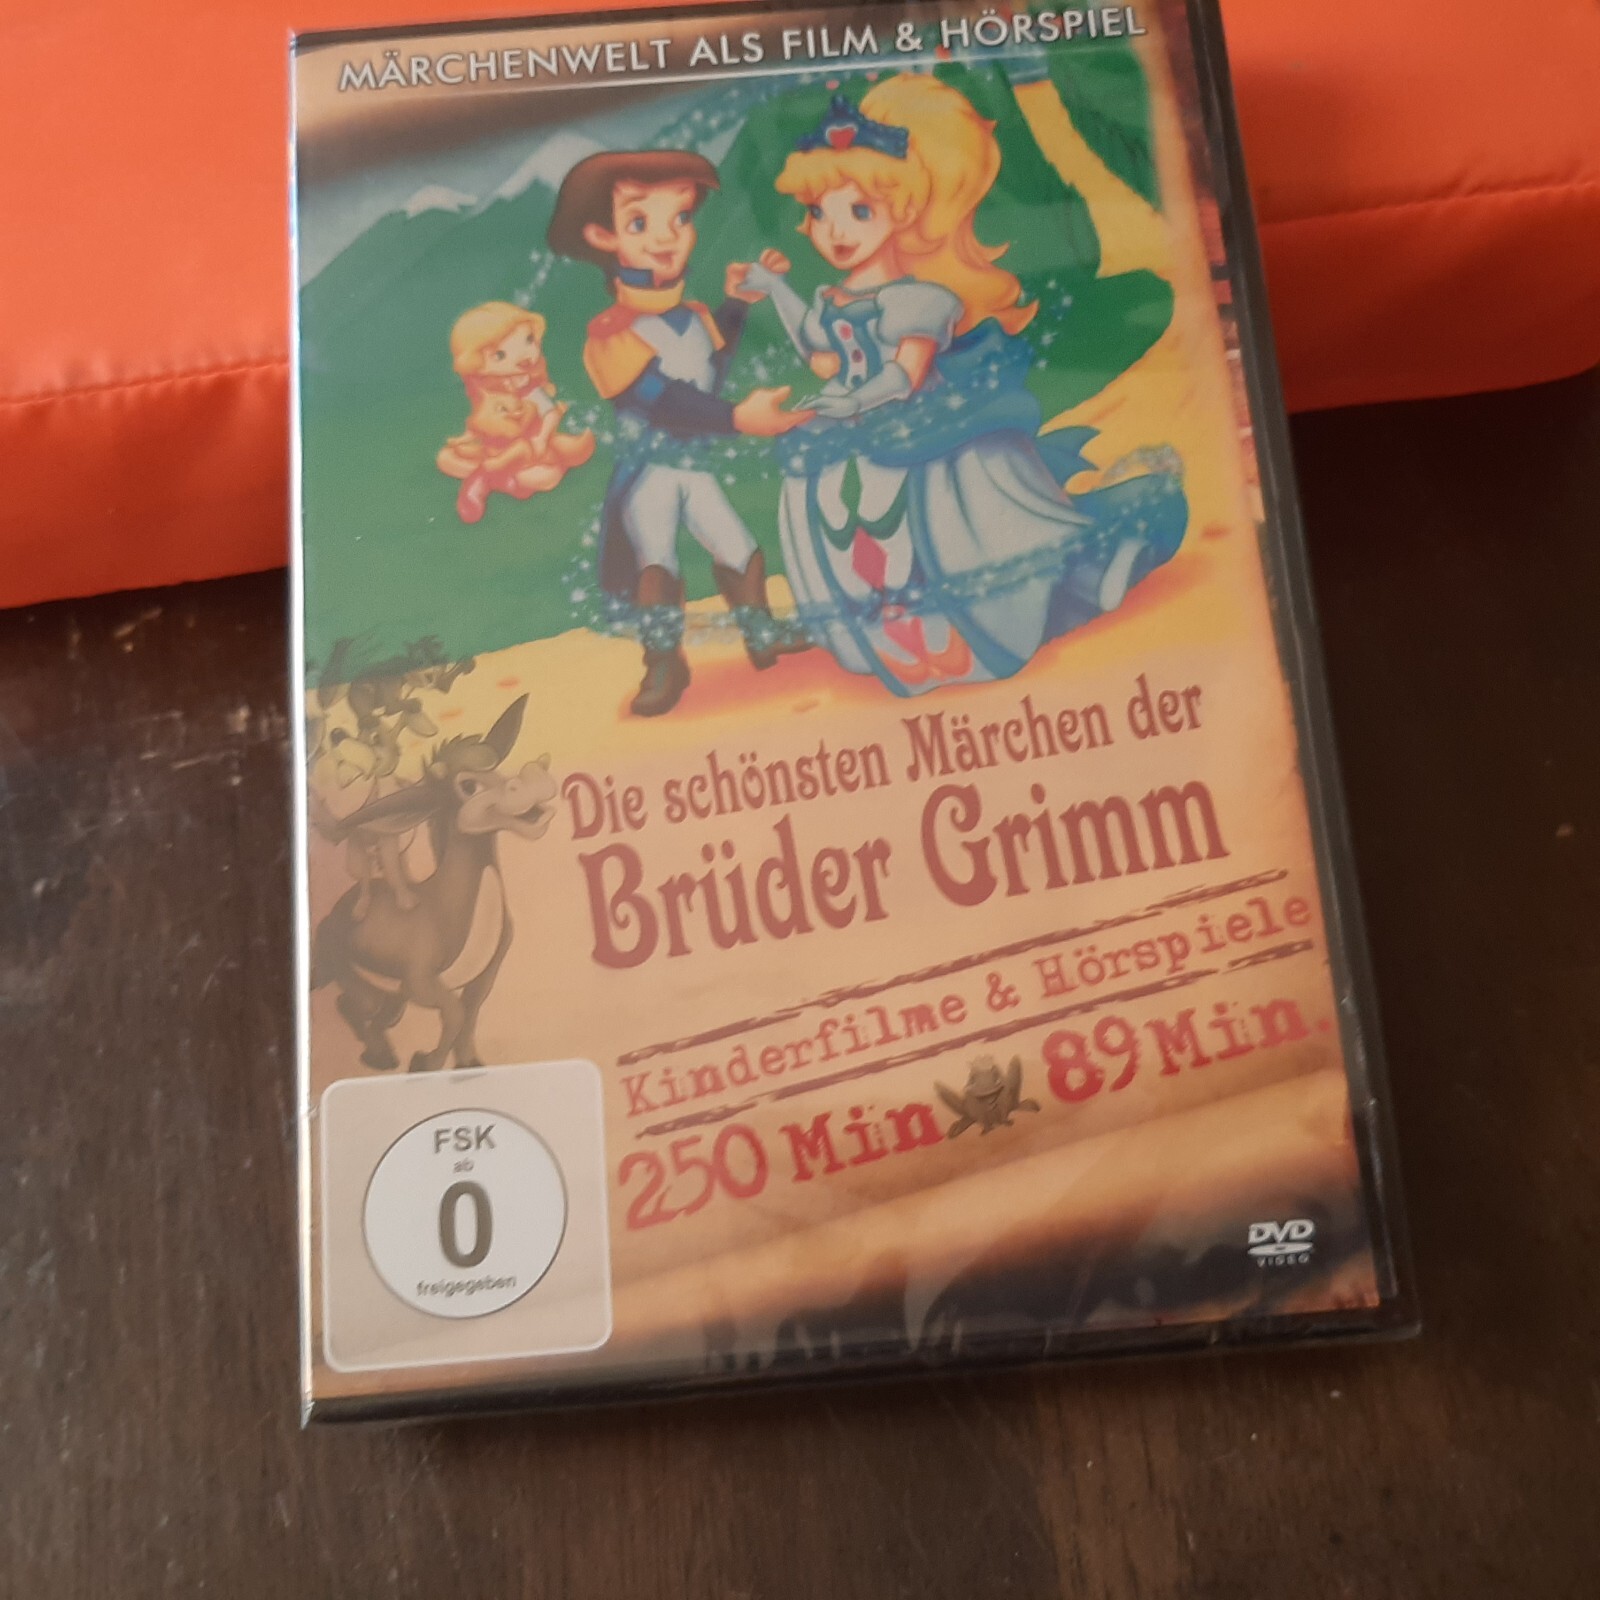 MÄRCHENWELT ALS FILM & HÖRSPIEL
Die schönsten Märchen der
Brüder Grimm
Kinderfilme & Hörspiele
250 Min 89 Min.
FSK
ab
0
freigegeben
DVD
VIDEO